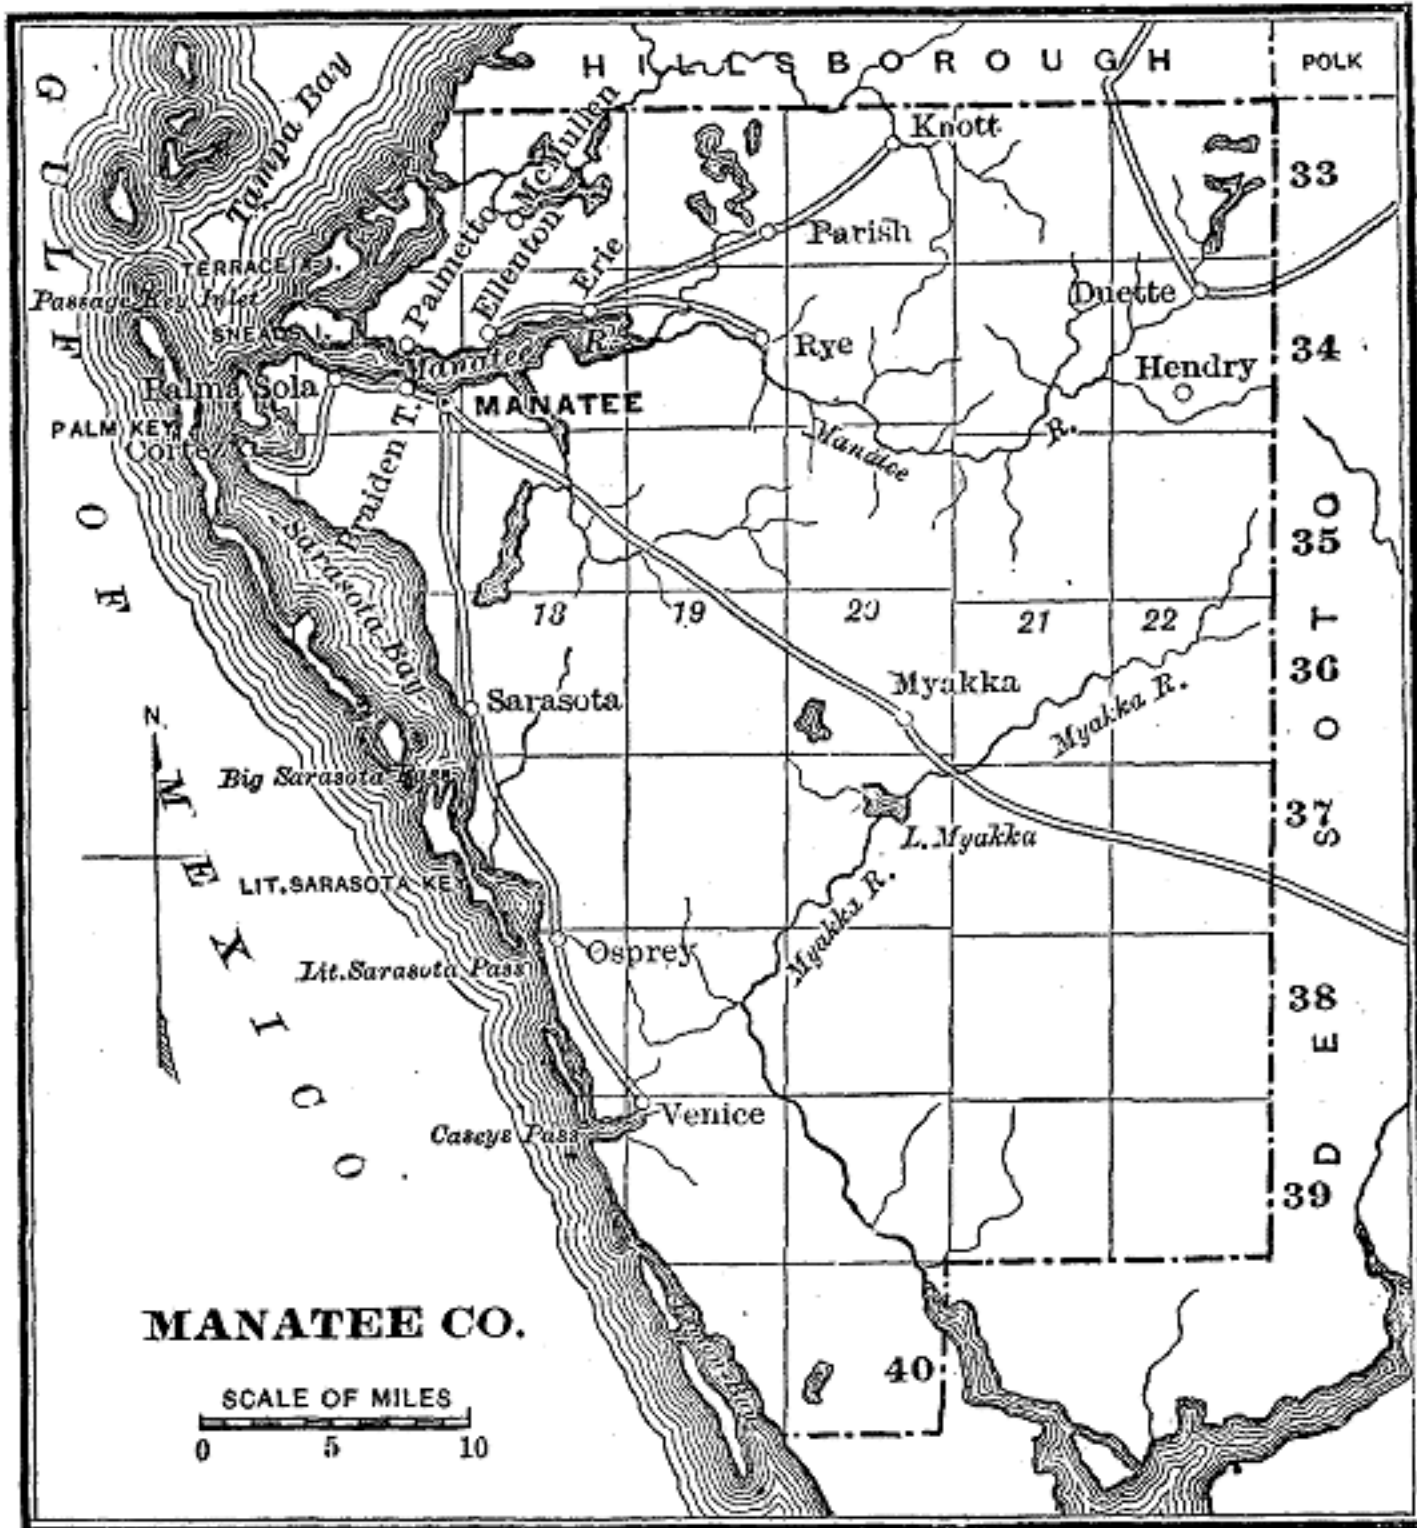 HILLSBOROUGH
POLK
GULF OF MEXICO
Tampa Bay
McMullen
Knott
33
Palmetto
Ellenton
Erie
Parish
TERRACE
Passage Key Inlet
Duette
SNEAD I.
Manatee R.
Rye
34
Hendry
Palma Sola
MANATEE
PALM KEY
Cortez
Braiden T.
Manatee R.
DE SOTO
35
Sarasota Bay
18
19
20
21
22
36
Myakka
Myakka R.
Sarasota
N.
Big Sarasota Pass
37
L. Myakka
LIT. SARASOTA KEY
Myakka R.
Osprey
Lit. Sarasota Pass
38
Venice
Caseys Pass
39
MANATEE CO.
40
SCALE OF MILES
0 5 10